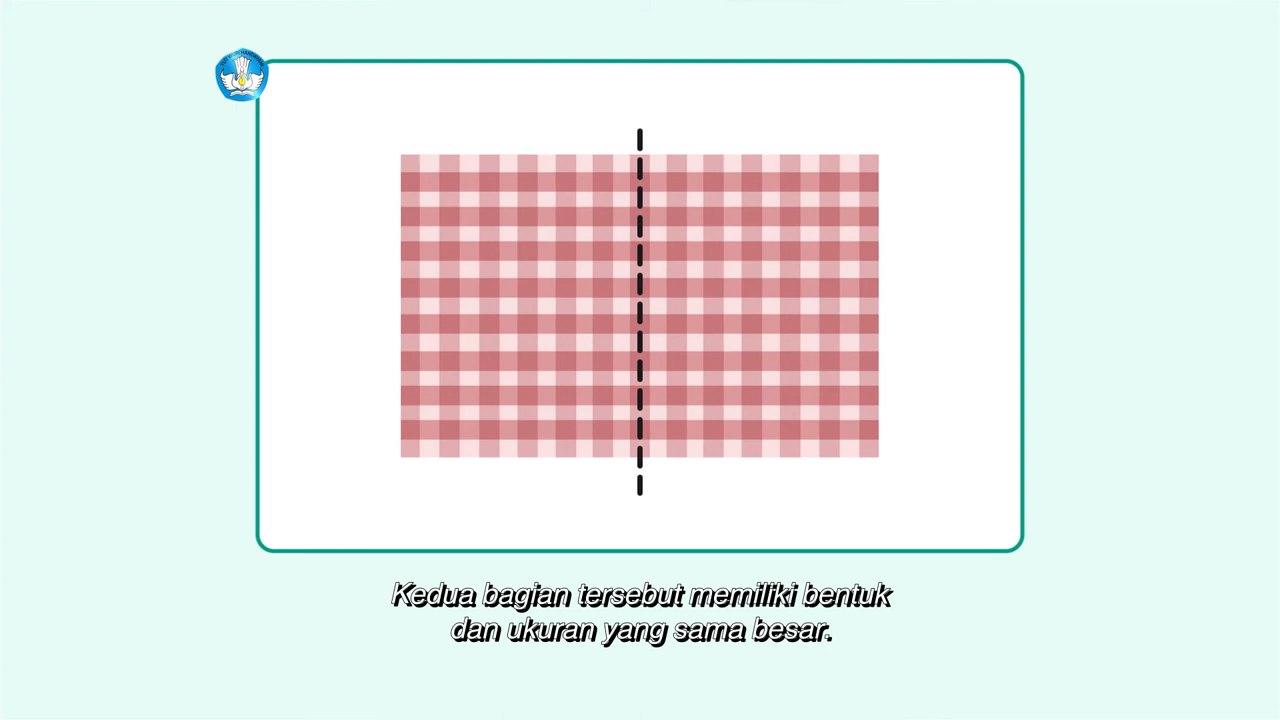 Kedua bagian tersebut memiliki bentuk
dan ukuran yang sama besar.